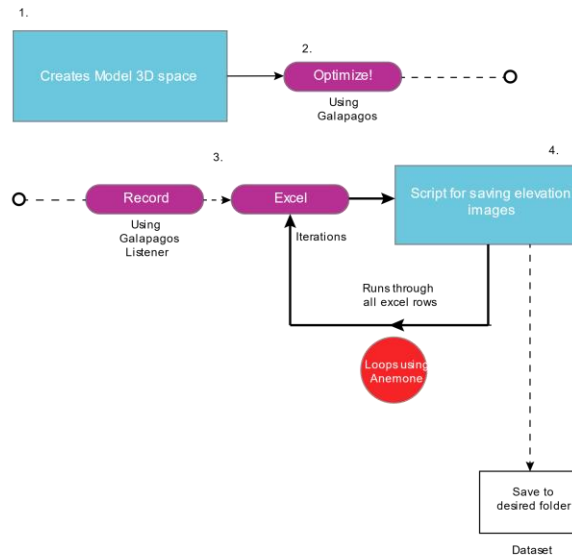 1.
Creates Model 3D space
2.
Optimize!
Using
Galapagos
3.
Record
Using
Galapagos
Listener
Excel
Iterations
4.
Script for saving elevation
images
Runs through
all excel rows
Loops using
Anemone
Save to
desired folder
Dataset